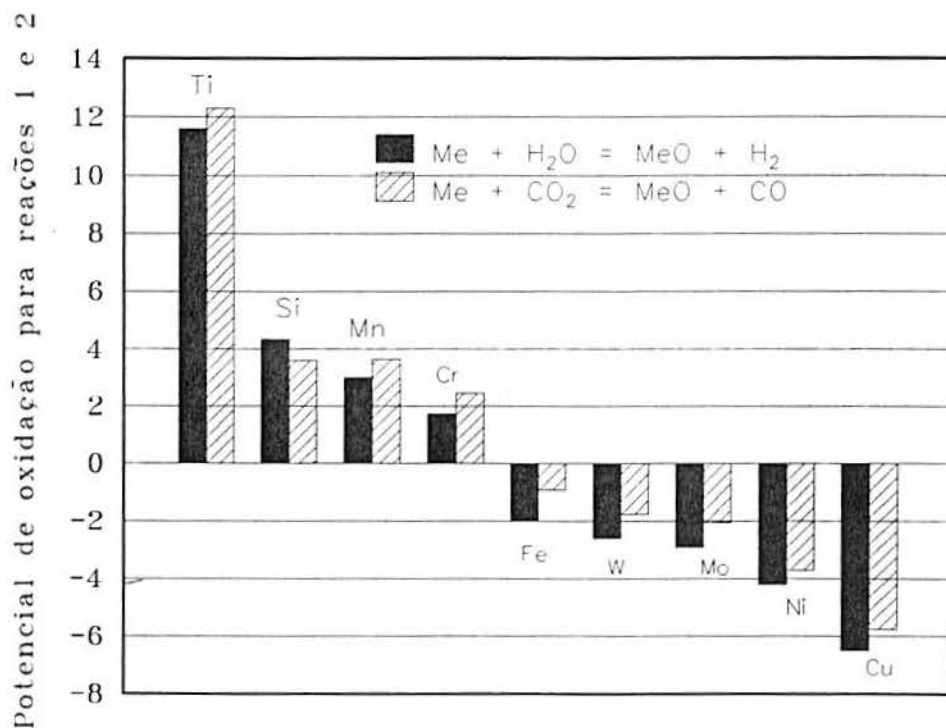 Potencial de oxidação para reações 1 e 2
14
12
10
8
6
4
2
0
-2
-4
-6
-8
Ti
Si
Mn
Cr
Fe
W
Mo
Ni
Cu
Me + H₂O = MeO + H₂
Me + CO₂ = MeO + CO